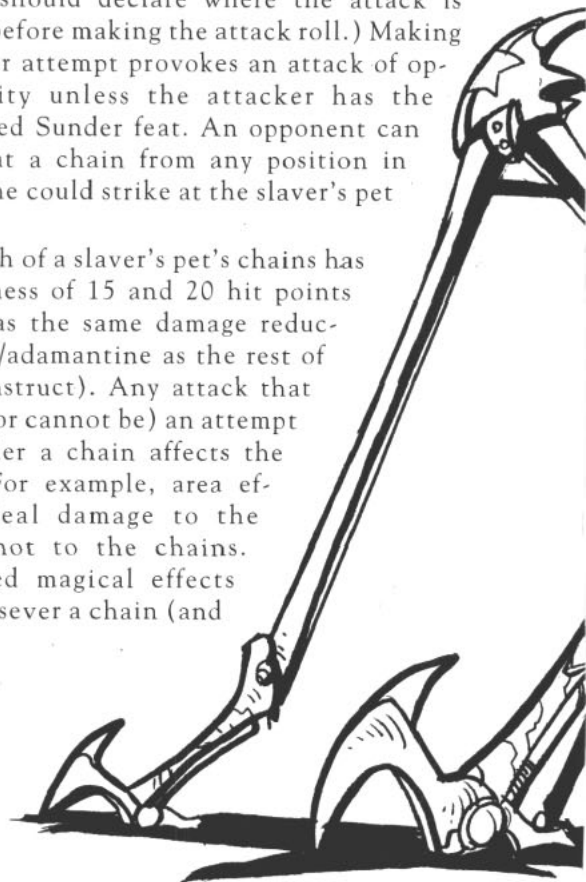 should declare where the attack is
before making the attack roll.) Making
r attempt provokes an attack of op-
ity unless the attacker has the
ed Sunder feat. An opponent can
at a chain from any position in
he could strike at the slaver's pet
h of a slaver's pet's chains has
ness of 15 and 20 hit points
as the same damage reduc-
/adamantine as the rest of
nstruct). Any attack that
or cannot be) an attempt
er a chain affects the
For example, area ef-
eal damage to the
not to the chains.
ed magical effects
sever a chain (and